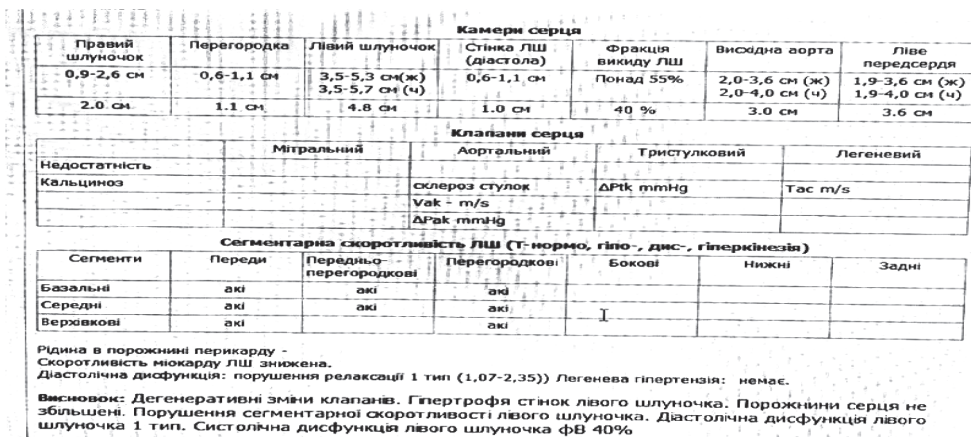 Камери серця
Правий шлуночок Перегородка Лівий шлуночок Стінка ЛШ (діастола) Фракція викиду ЛШ Висхідна аорта Ліве передсердя
0,9-2,6 см 0,6-1,1 см 3,5-5,3 см(ж) 3,5-5,7 см (ч) 0,6-1,1 см Понад 55% 2,0-3,6 см (ж) 2,0-4,0 см (ч) 1,9-3,6 см (ж) 1,9-4,0 см (ч)
2.0 см 1.1 см 4.8 см 1.0 см 40 % 3.0 см 3.6 см
Клапани серця
Мітральний Аортальний Тристулковий Легеневий
Недостатність
Кальциноз склероз стулок ΔPtk mmHg Tac m/s
Vak - m/s
ΔPak mmHg
Сегментарна скоротливість ЛШ (Т-нормо, гіпо-, дис-, гіперкінезія)
Сегменти Переди Передньо-перегородкові Перегородкові Бокові Нижні Задні
Базальні акі акі акі
Середні акі акі акі
Верхівкові акі акі
Рідина в порожнині перикарду -
Скоротливість міокарду ЛШ знижена.
Діастолічна дисфункція: порушення релаксації 1 тип (1,07-2,35)) Легенева гіпертензія: немає.
Висновок: Дегенеративні зміни клапанів. Гіпертрофя стінок лівого шлуночка. Порожнини серця не
збільшені. Порушення сегментарної скоротливості лівого шлуночка. Діастолічна дисфункція лівого
шлуночка 1 тип. Систолічна дисфункція лівого шлуночка фВ 40%